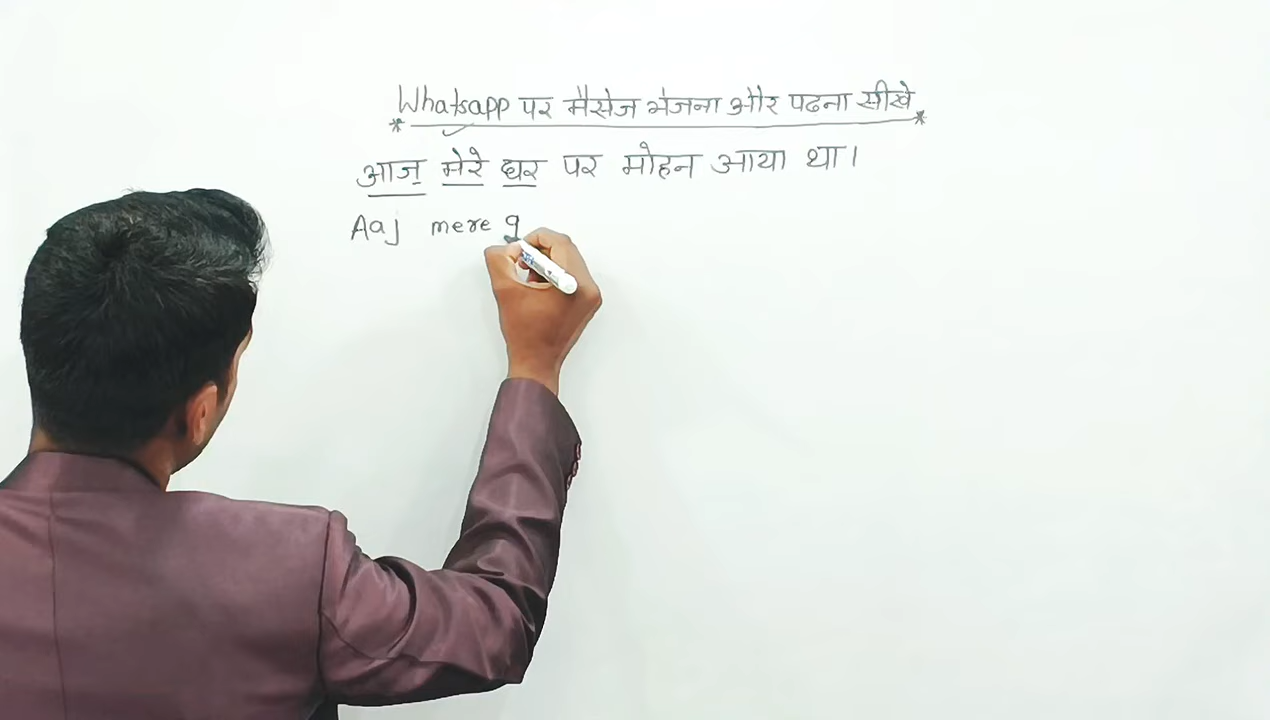 Whatsapp पर मैसेज भेजना और पढना सीखे
आज़ मेरे घर पर मोहन आया था।
Aaj mere g